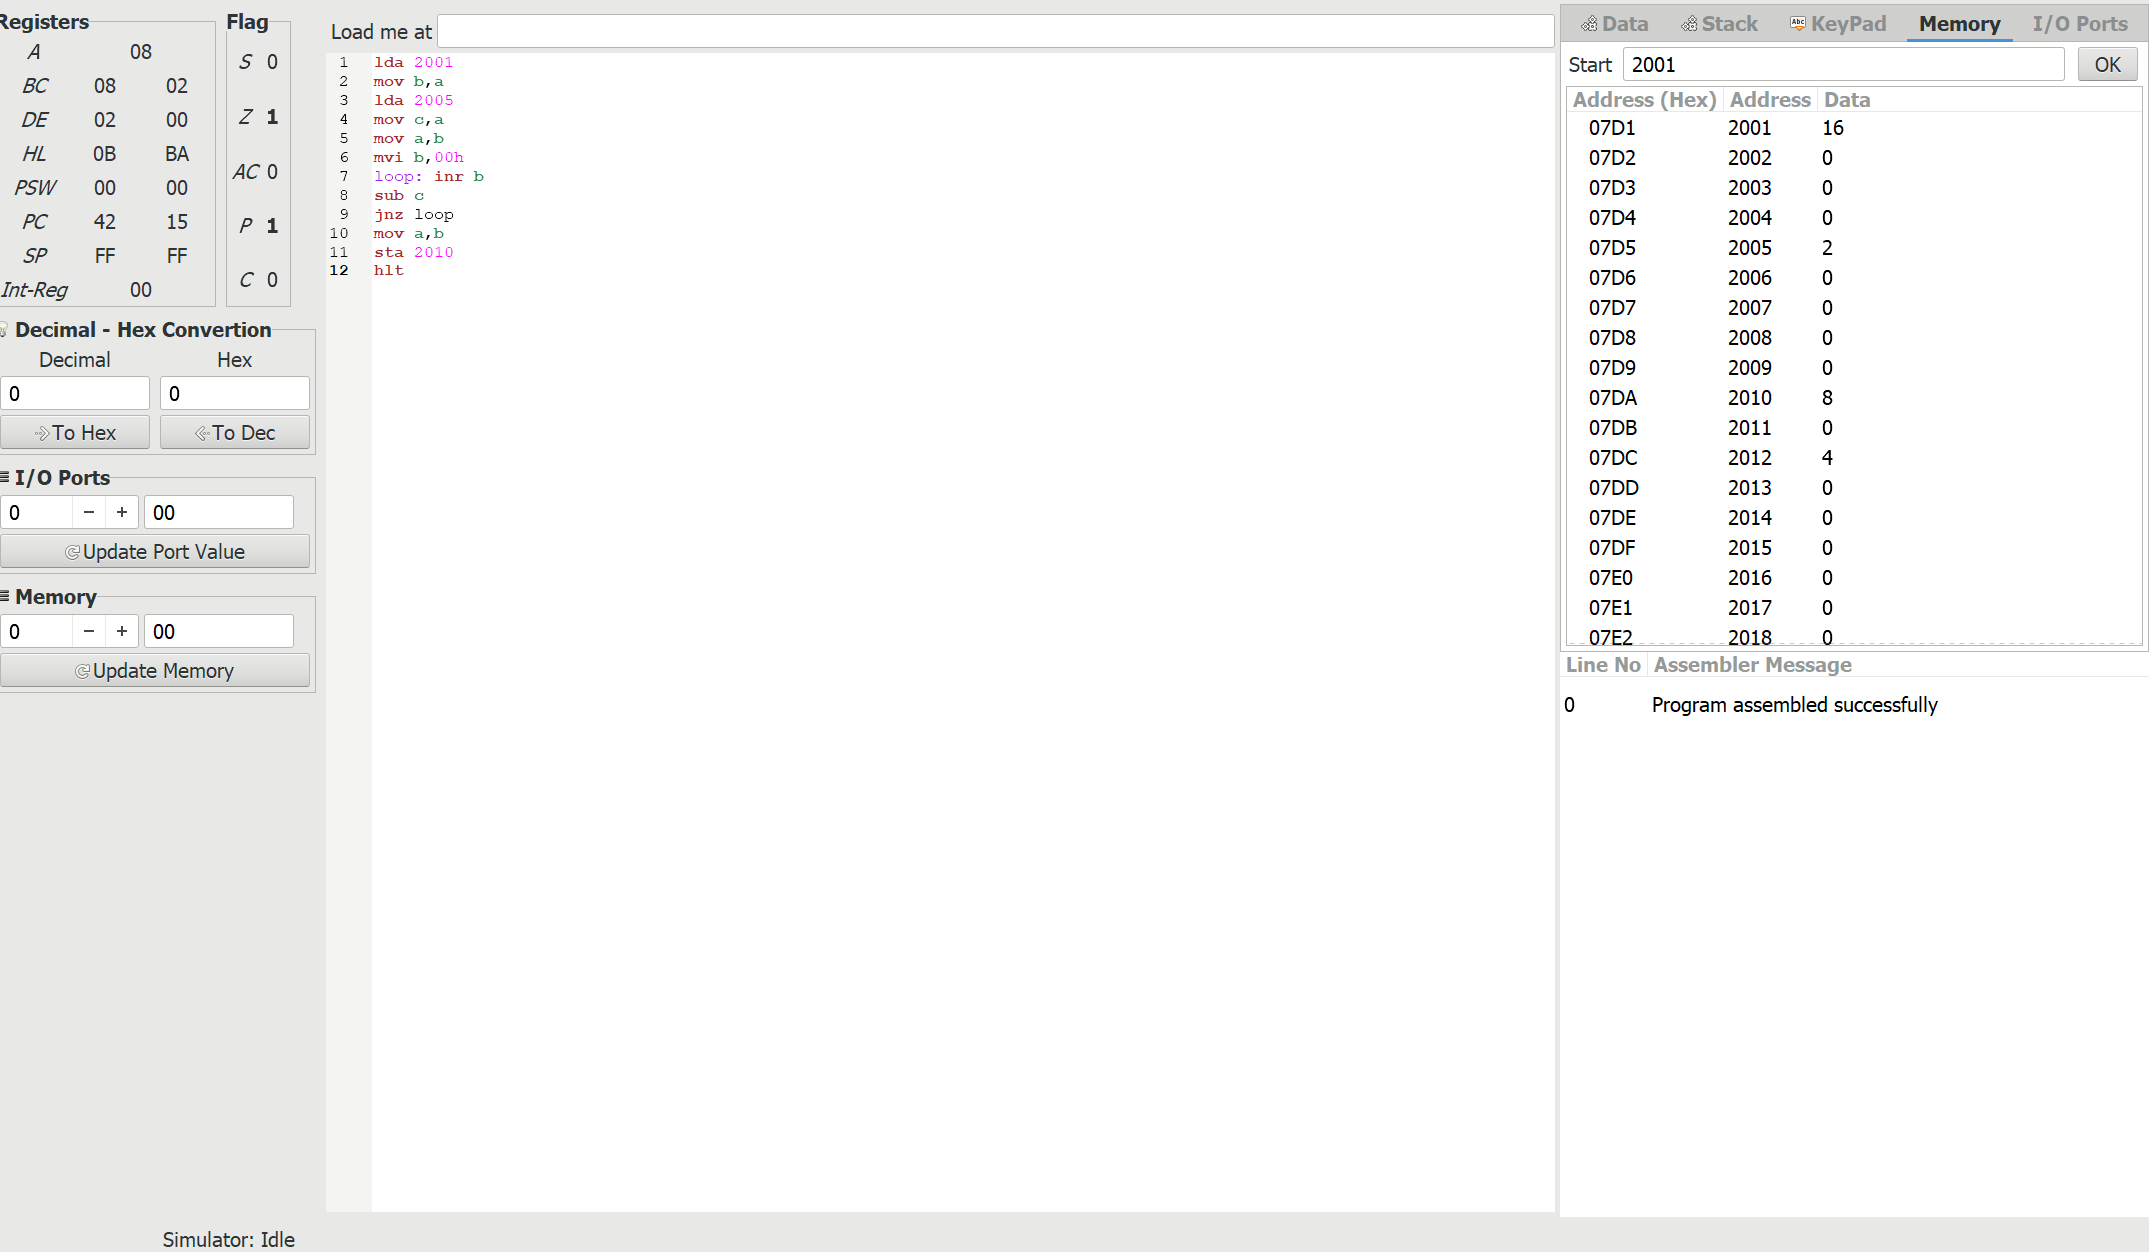 Registers
A 08
BC 08 02
DE 02 00
HL 0B BA
PSW 00 00
PC 42 15
SP FF FF
Int-Reg 00
Flag
S 0
Z 1
AC 0
P 1
C 0
Decimal - Hex Convertion
Decimal Hex
0 0
To Hex To Dec
I/O Ports
0 − + 00
Update Port Value
Memory
0 − + 00
Update Memory
Simulator: Idle
Load me at
1 lda 2001
2 mov b,a
3 lda 2005
4 mov c,a
5 mov a,b
6 mvi b,00h
7 loop: inr b
8 sub c
9 jnz loop
10 mov a,b
11 sta 2010
12 hlt
Data Stack KeyPad Memory I/O Ports
Start 2001 OK
Address (Hex) Address Data
07D1 2001 16
07D2 2002 0
07D3 2003 0
07D4 2004 0
07D5 2005 2
07D6 2006 0
07D7 2007 0
07D8 2008 0
07D9 2009 0
07DA 2010 8
07DB 2011 0
07DC 2012 4
07DD 2013 0
07DE 2014 0
07DF 2015 0
07E0 2016 0
07E1 2017 0
07E2 2018 0
Line No Assembler Message
0 Program assembled successfully